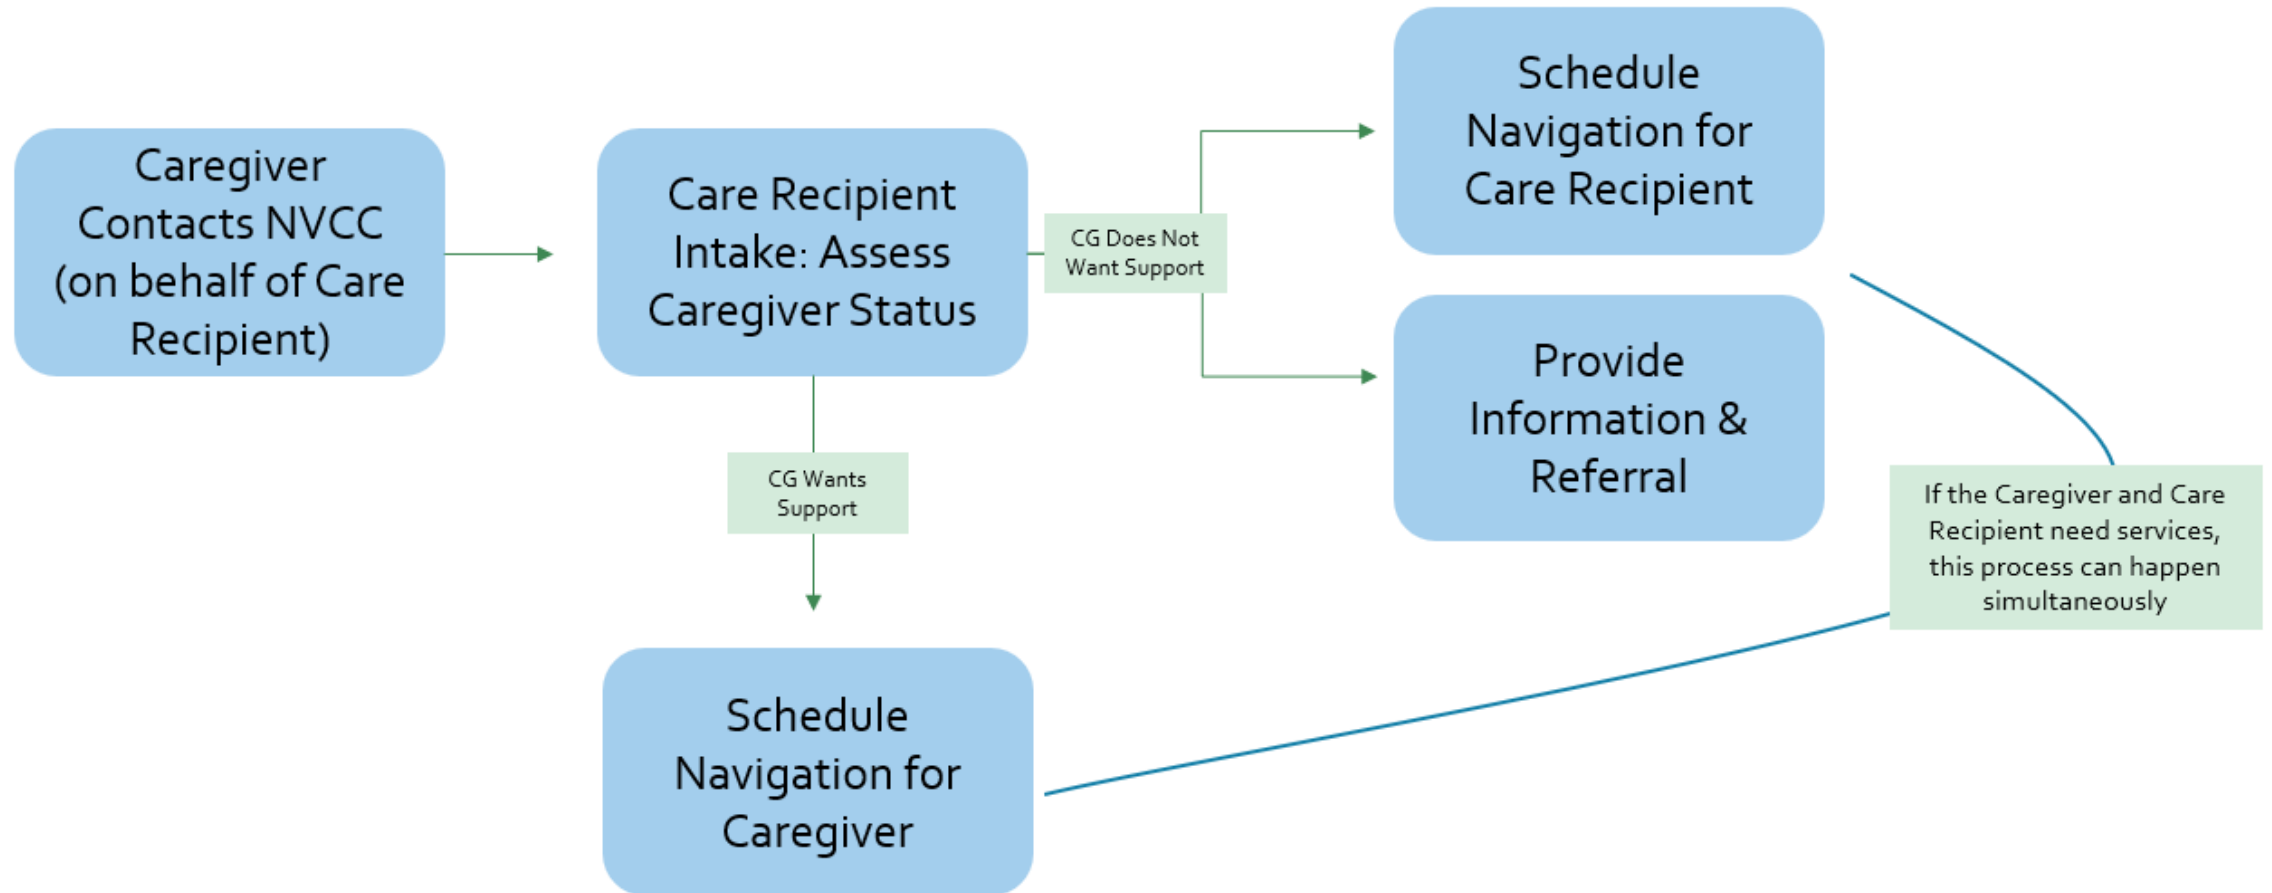 Caregiver
Contacts NVCC
(on behalf of Care
Recipient)
Care Recipient
Intake: Assess
Caregiver Status
CG Does Not
Want Support
Schedule
Navigation for
Care Recipient
Provide
Information &
Referral
CG Wants
Support
If the Caregiver and Care
Recipient need services,
this process can happen
simultaneously
Schedule
Navigation for
Caregiver